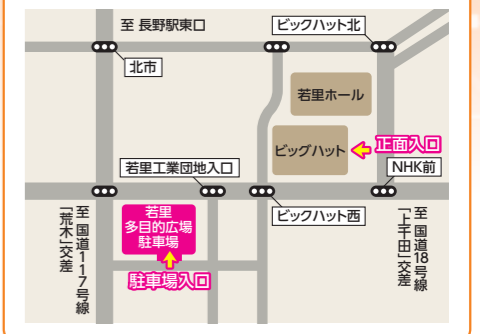 至 長野駅東口
ビックハット北
北市
若里ホール
ビッグハット
正面入口
若里工業団地入口
NHK前
若里
多目的広場
駐車場
ビックハット西
駐車場入口
至 国道117号線
「荒木」交差
至 国道18号線
「上千田」交差